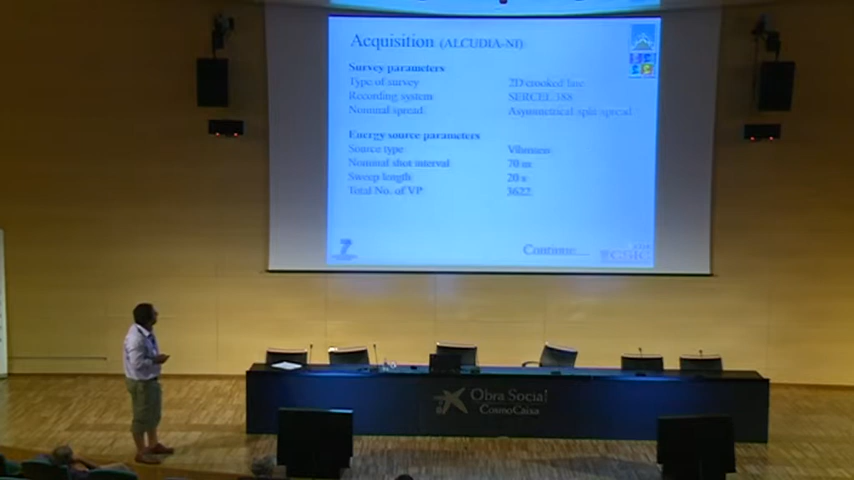 Acquisition (ALCUDIA-NI)
Survey parameters
Type of survey 2D crooked line
Recording system SERCEL 388
Nominal spread Asymmetrical split-spread
Energy source parameters
Source type Vibroseis
Nominal shot interval 70 m
Sweep length 20 s
Total No. of VP 3622
7
Continue....
CSIC
Obra Social
CosmoCaixa